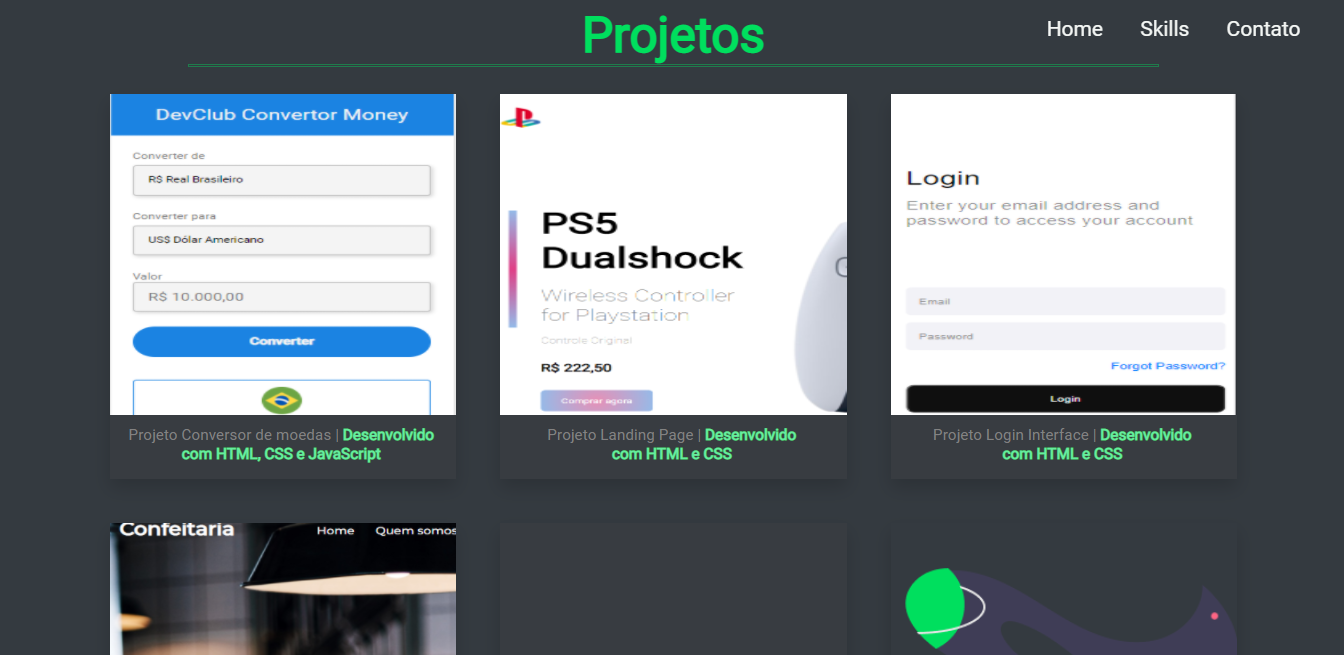 Projetos
Home Skills Contato
DevClub Convertor Money
Converter de
R$ Real Brasileiro
Converter para
US$ Dólar Americano
Valor
R$ 10.000,00
Converter
Projeto Conversor de moedas | Desenvolvido
com HTML, CSS e JavaScript
PS5
Dualshock
Wireless Controller
for Playstation
Controle Original
R$ 222,50
Comprar agora
Projeto Landing Page | Desenvolvido
com HTML e CSS
Login
Enter your email address and
password to access your account
Email
Password
Forgot Password?
Login
Projeto Login Interface | Desenvolvido
com HTML e CSS
Confeitaria Home Quem somos